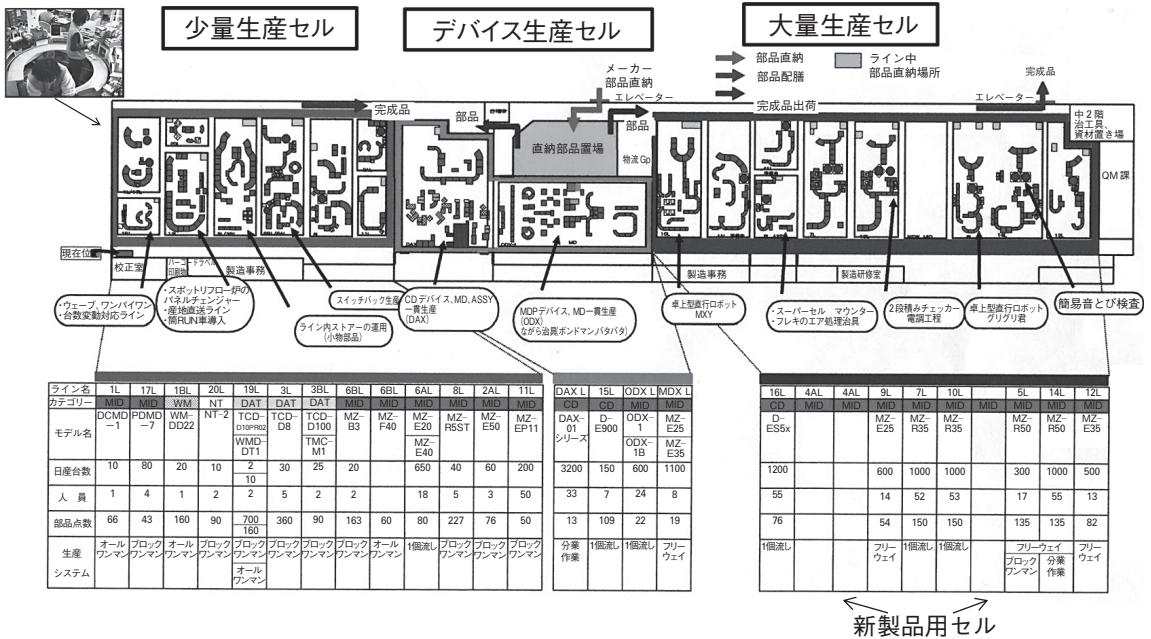 少量生産セル
デバイス生産セル
大量生産セル
部品直納
部品配膳
ライン中
部品直納場所
メーカー
部品直納
エレベーター
完成品
部品
部品
完成品出荷
エレベーター
完成品
中2階
治工具、
資材置き場
直納部品置場
物流Gp
QM課
現在位
校正室
バーコードラベル
印刷
製造事務
製造事務
製造研修室
・ウェーブ、ワンバイワン
・台数変動対応ライン
・スポットリフロー炉の
パネルチェンジャー
・産地直送ライン
・筒RUN車導入
ライン内ストアーの運用
(小物部品)
スイッチバック生産
CDデバイス、MD、ASSY
一貫生産
(DAX)
MDPデバイス、MD一貫生産
(ODX)
ながら治具(ボンドマン、バタバタ)
卓上型直行ロボット
MXY
・スーパーセル マウンター
・フレキのエア処理治具
2段積みチェッカー
電調工程
卓上型直行ロボット
グリグリ君
簡易音とび検査
ライン名 1L 17L 1BL 20L 19L 3L 3BL 6BL 6BL 6AL 8L 2AL 11L
カテゴリー MID MID WM NT DAT DAT DAT MID MID MID MID MID MID
モデル名 DCMD-1 PDMD-7 WM-DD22 NT-2 TCD-D10PR02 WMD-DT1 TCD-D8 TCD-D100 TMC-M1 MZ-B3 MZ-F40 MZ-E20 MZ-E40 MZ-R5ST MZ-E50 MZ-EP11
日産台数 10 80 20 10 2 10 30 25 20 650 40 60 200
人員 1 4 1 2 2 5 2 2 18 5 3 50
部品点数 66 43 160 90 700 160 360 90 163 60 80 227 76 50
生産システム オールワンマン ブロックワンマン オールワンマン ブロックワンマン ブロックワンマン オールワンマン ブロックワンマン ブロックワンマン ブロックワンマン オールワンマン 1個流し ブロックワンマン ブロックワンマン ブロックワンマン
DAX L 15L ODX L MDX L
CD CD MID MID
DAX-01シリーズ D-E900 ODX-1 ODX-1B MZ-E25 MZ-E35
3200 150 600 1100
33 7 24 8
13 109 22 19
分業作業 1個流し 1個流し フリーウェイ
16L 4AL 4AL 9L 7L 10L 5L 14L 12L
CD MID MID MID MID MID MID MID MID MID
D-ES5x MZ-E25 MZ-R35 MZ-R35 MZ-R50 MZ-R50 MZ-E35
1200 600 1000 1000 300 1000 500
55 14 52 53 17 55 13
76 54 150 150 135 135 82
1個流し フリーウェイ 1個流し 1個流し フリーウェイ ブロックワンマン 分業作業 フリーウェイ
新製品用セル